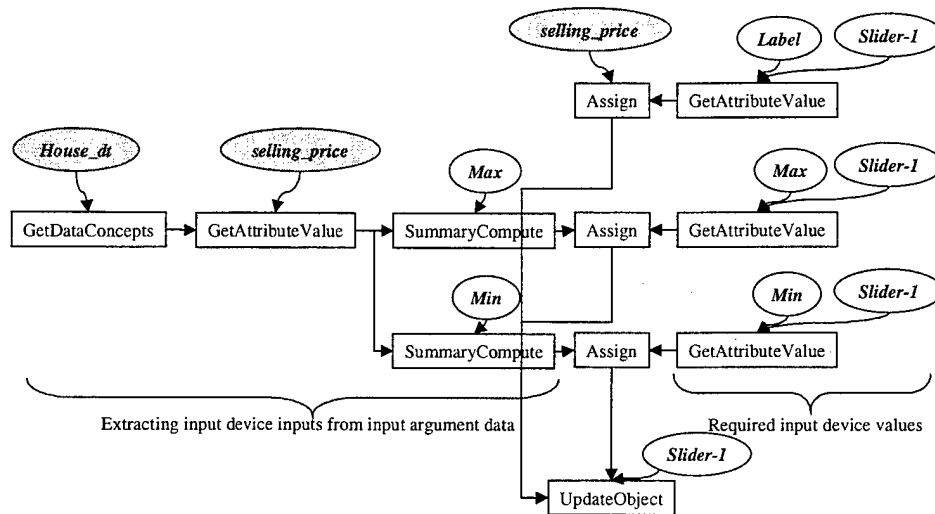 selling_price
Label
Slider-1
Assign
GetAttributeValue
House_dt
selling_price
Max
Max
Slider-1
GetDataConcepts
GetAttributeValue
SummaryCompute
Assign
GetAttributeValue
Min
Min
Slider-1
SummaryCompute
Assign
GetAttributeValue
Extracting input device inputs from input argument data
Required input device values
Slider-1
UpdateObject